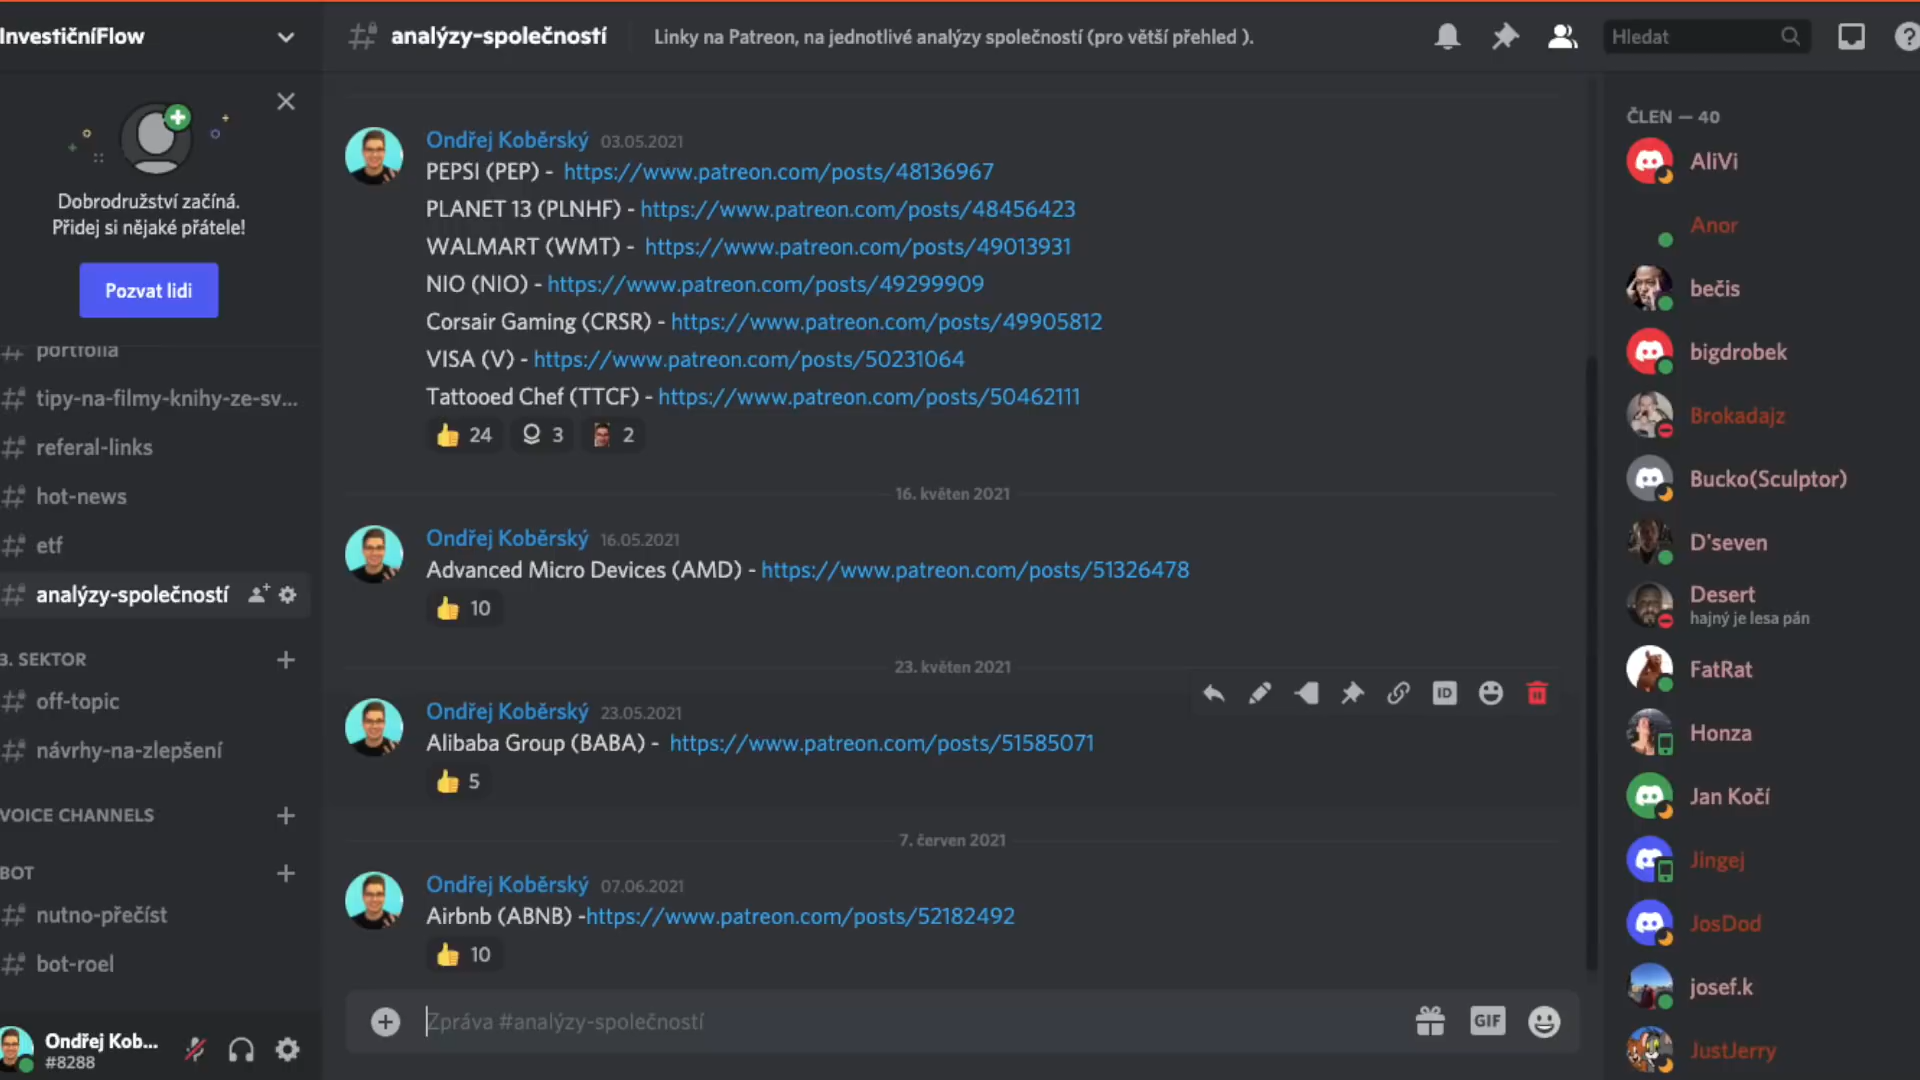 InvestičníFlow
analýzy-společností
Linky na Patreon, na jednotlivé analýzy společností (pro větší přehled ).
Hledat
Dobrodružství začíná.
Přidej si nějaké přátele!
Pozvat lidi
portfolia
tipy-na-filmy-knihy-ze-sv...
referal-links
hot-news
etf
analýzy-společností
3. SEKTOR
off-topic
návrhy-na-zlepšení
VOICE CHANNELS
BOT
nutno-přečíst
bot-roel
Ondřej Kob...
#8288
Ondřej Koběrský 03.05.2021
PEPSI (PEP) - https://www.patreon.com/posts/48136967
PLANET 13 (PLNHF) - https://www.patreon.com/posts/48456423
WALMART (WMT) - https://www.patreon.com/posts/49013931
NIO (NIO) - https://www.patreon.com/posts/49299909
Corsair Gaming (CRSR) - https://www.patreon.com/posts/49905812
VISA (V) - https://www.patreon.com/posts/50231064
Tattooed Chef (TTCF) - https://www.patreon.com/posts/50462111
24 3 2
16. květen 2021
Ondřej Koběrský 16.05.2021
Advanced Micro Devices (AMD) - https://www.patreon.com/posts/51326478
10
23. květen 2021
ID
Ondřej Koběrský 23.05.2021
Alibaba Group (BABA) - https://www.patreon.com/posts/51585071
5
7. červen 2021
Ondřej Koběrský 07.06.2021
Airbnb (ABNB) -https://www.patreon.com/posts/52182492
10
Zpráva #analýzy-společností
GIF
ČLEN — 40
AliVi
Anor
bečis
bigdrobek
Brokadajz
Bucko(Sculptor)
D'seven
Desert
hajný je lesa pán
FatRat
Honza
Jan Kočí
Jingej
JosDod
josef.k
JustJerry